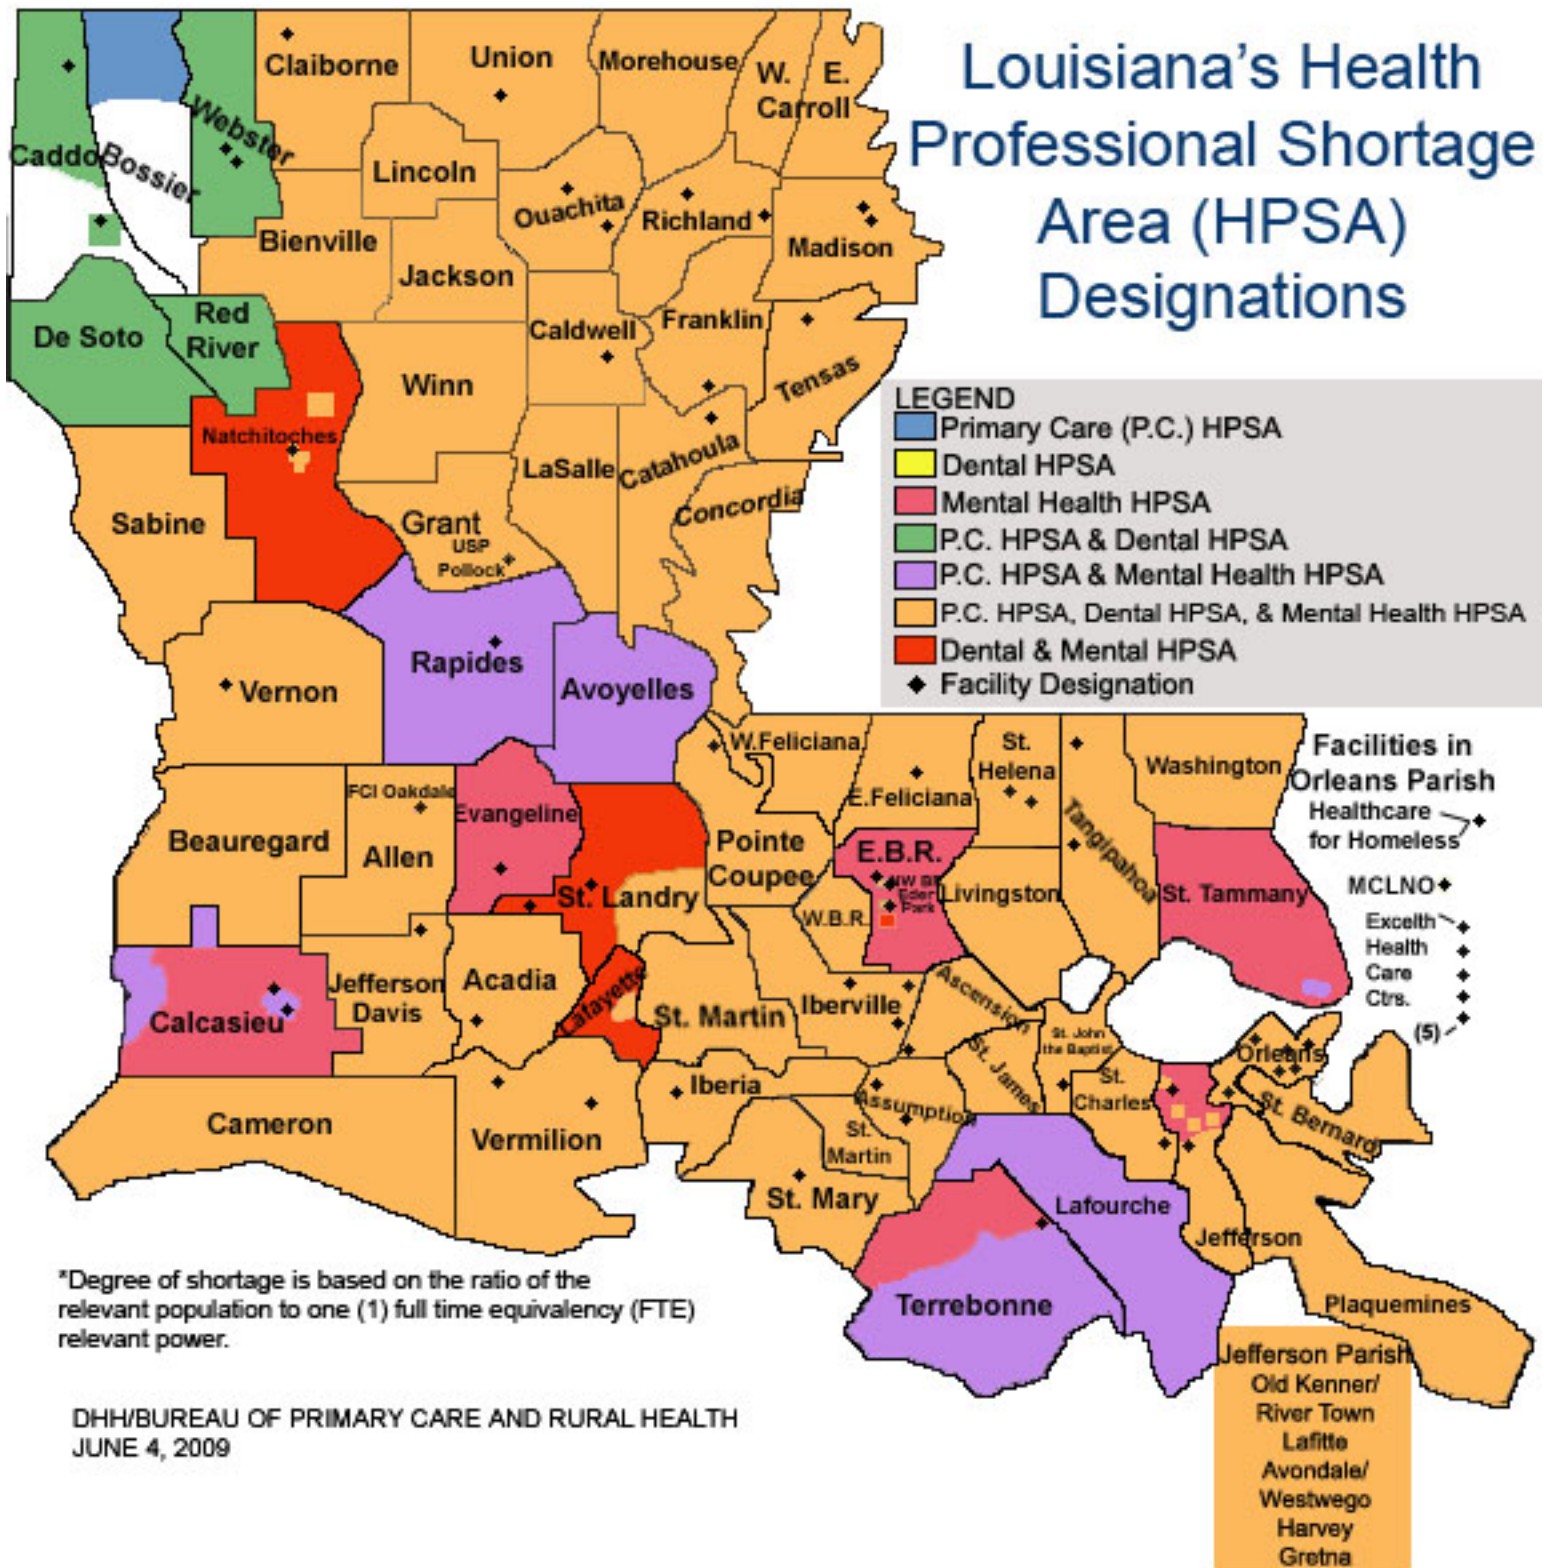 Louisiana's Health
Professional Shortage
Area (HPSA)
Designations
LEGEND
Primary Care (P.C.) HPSA
Dental HPSA
Mental Health HPSA
P.C. HPSA & Dental HPSA
P.C. HPSA & Mental Health HPSA
P.C. HPSA, Dental HPSA, & Mental Health HPSA
Dental & Mental HPSA
Facility Designation
Caddo
Bossier
Webster
Claiborne
Union
Morehouse
W.
Carroll
E.
Lincoln
Ouachita
Richland
Madison
Bienville
Jackson
Caldwell
Franklin
Tensas
De Soto
Red
River
Natchitoches
Winn
LaSalle
Catahoula
Concordia
Sabine
Grant
USP
Pollock
Vernon
Rapides
Avoyelles
Beauregard
FCI Oakdale
Allen
Evangeline
St. Landry
Pointe
Coupee
W.Feliciana
E.Feliciana
St.
Helena
Tangipahoa
Washington
E.B.R.
Eder
Park
W.B.R.
Livingston
St. Tammany
Calcasieu
Jefferson
Davis
Acadia
Lafayette
St. Martin
Iberville
Ascension
St. John
the Baptist
St. James
St.
Charles
Orleans
St. Bernard
Cameron
Vermilion
Iberia
Assumption
St.
Martin
St. Mary
Lafourche
Terrebonne
Jefferson
Plaquemines
Facilities in
Orleans Parish
Healthcare
for Homeless
MCLNO
Excelth
Health
Care
Ctrs.
(5)
Jefferson Parish
Old Kenner/
River Town
Lafitte
Avondale/
Westwego
Harvey
Gretna
*Degree of shortage is based on the ratio of the
relevant population to one (1) full time equivalency (FTE)
relevant power.
DHH/BUREAU OF PRIMARY CARE AND RURAL HEALTH
JUNE 4, 2009